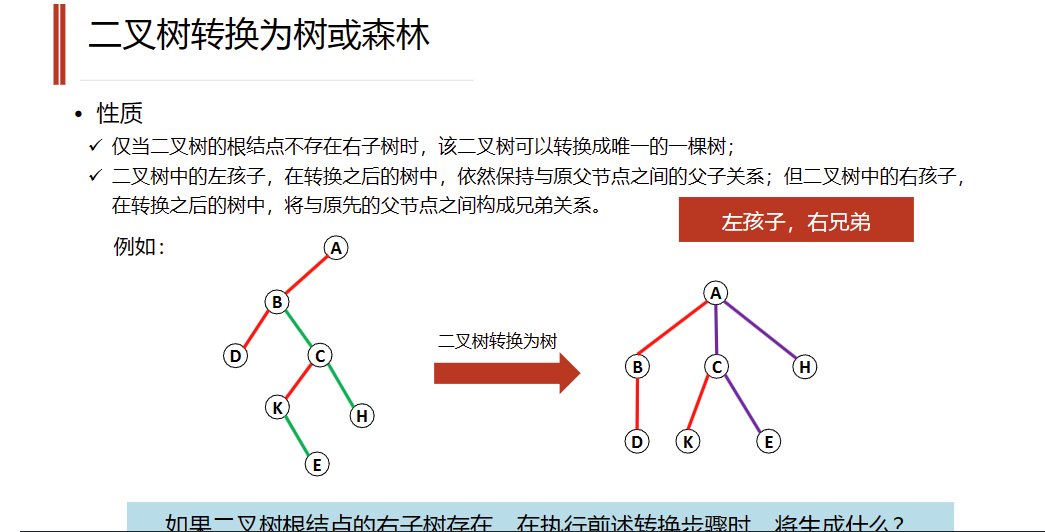 二叉树转换为树或森林
• 性质
✓ 仅当二叉树的根结点不存在右子树时，该二叉树可以转换成唯一的一棵树；
✓ 二叉树中的左孩子，在转换之后的树中，依然保持与原父节点之间的父子关系；但二叉树中的右孩子，
在转换之后的树中，将与原先的父节点之间构成兄弟关系。
左孩子，右兄弟
例如：
A
B
D
C
K
H
E
二叉树转换为树
A
B
C
H
D
K
E
如果二叉树根结点的右子树存在，在执行前述转换步骤时，将生成什么？